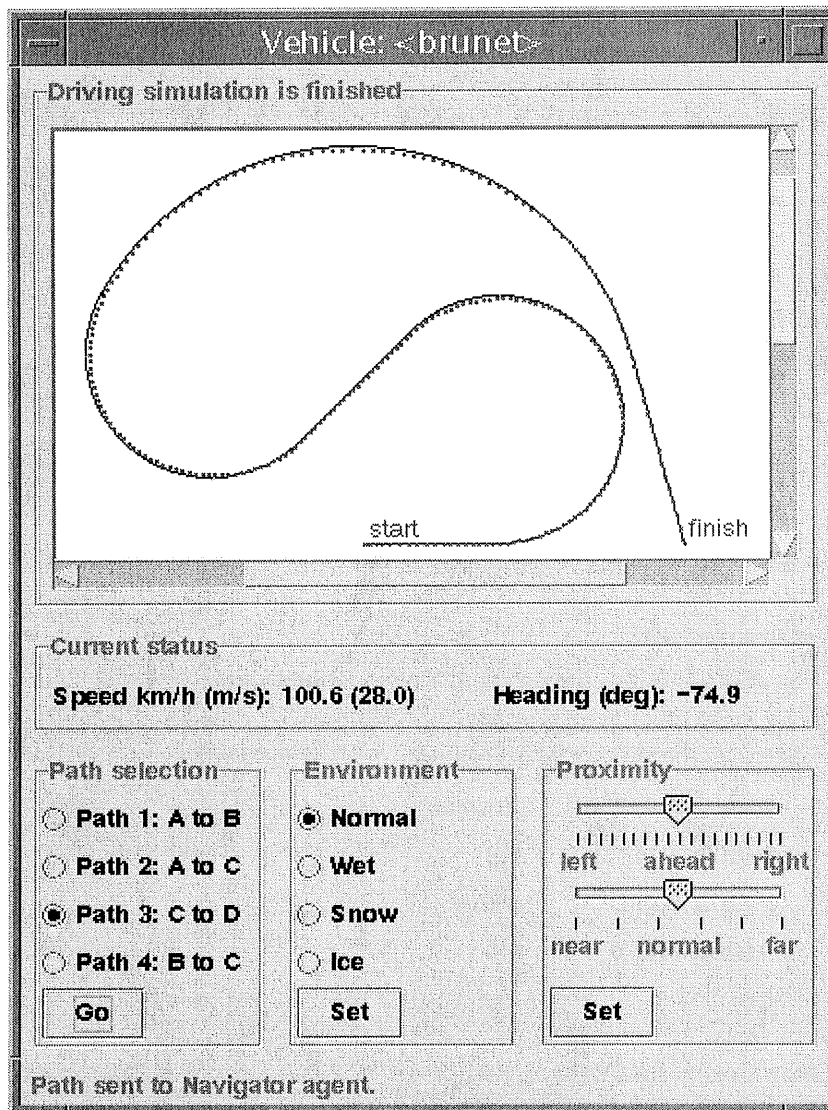 Vehicle: <brunet>
Driving simulation is finished
start
finish
Current status
Speed km/h (m/s): 100.6 (28.0) Heading (deg): −74.9
Path selection
Path 1: A to B
Path 2: A to C
Path 3: C to D
Path 4: B to C
Go
Environment
Normal
Wet
Snow
Ice
Set
Proximity
left ahead right
near normal far
Set
Path sent to Navigator agent.